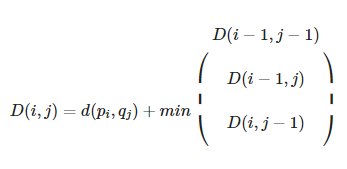 D(i − 1, j − 1)
D(i − 1, j)
D(i, j) = d(p_i, q_j) + min
D(i, j − 1)